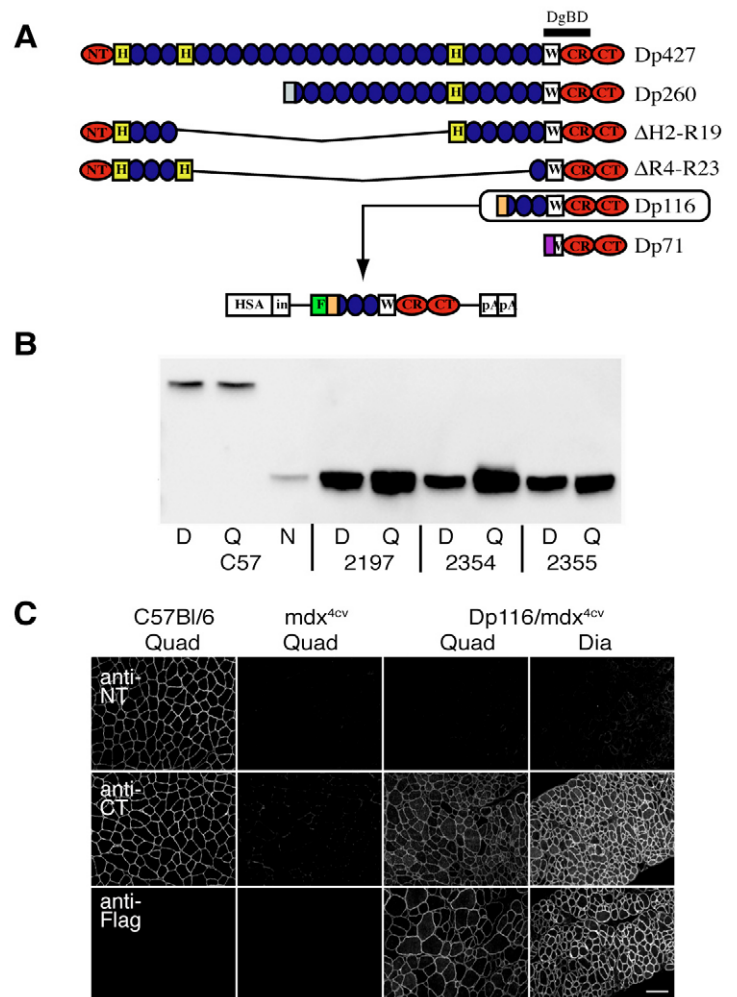 A
DgBD
NT H H H W CR CT Dp427
H W CR CT Dp260
NT H H W CR CT ΔH2-R19
NT H H W CR CT ΔR4-R23
W CR CT Dp116
W CR CT Dp71
HSA in F W CR CT pA pA
B
D Q N D Q D Q D Q
C57 2197 2354 2355
C
C57Bl/6 mdx4cv Dp116/mdx4cv
Quad Quad Quad Dia
anti-
NT
anti-
CT
anti-
Flag